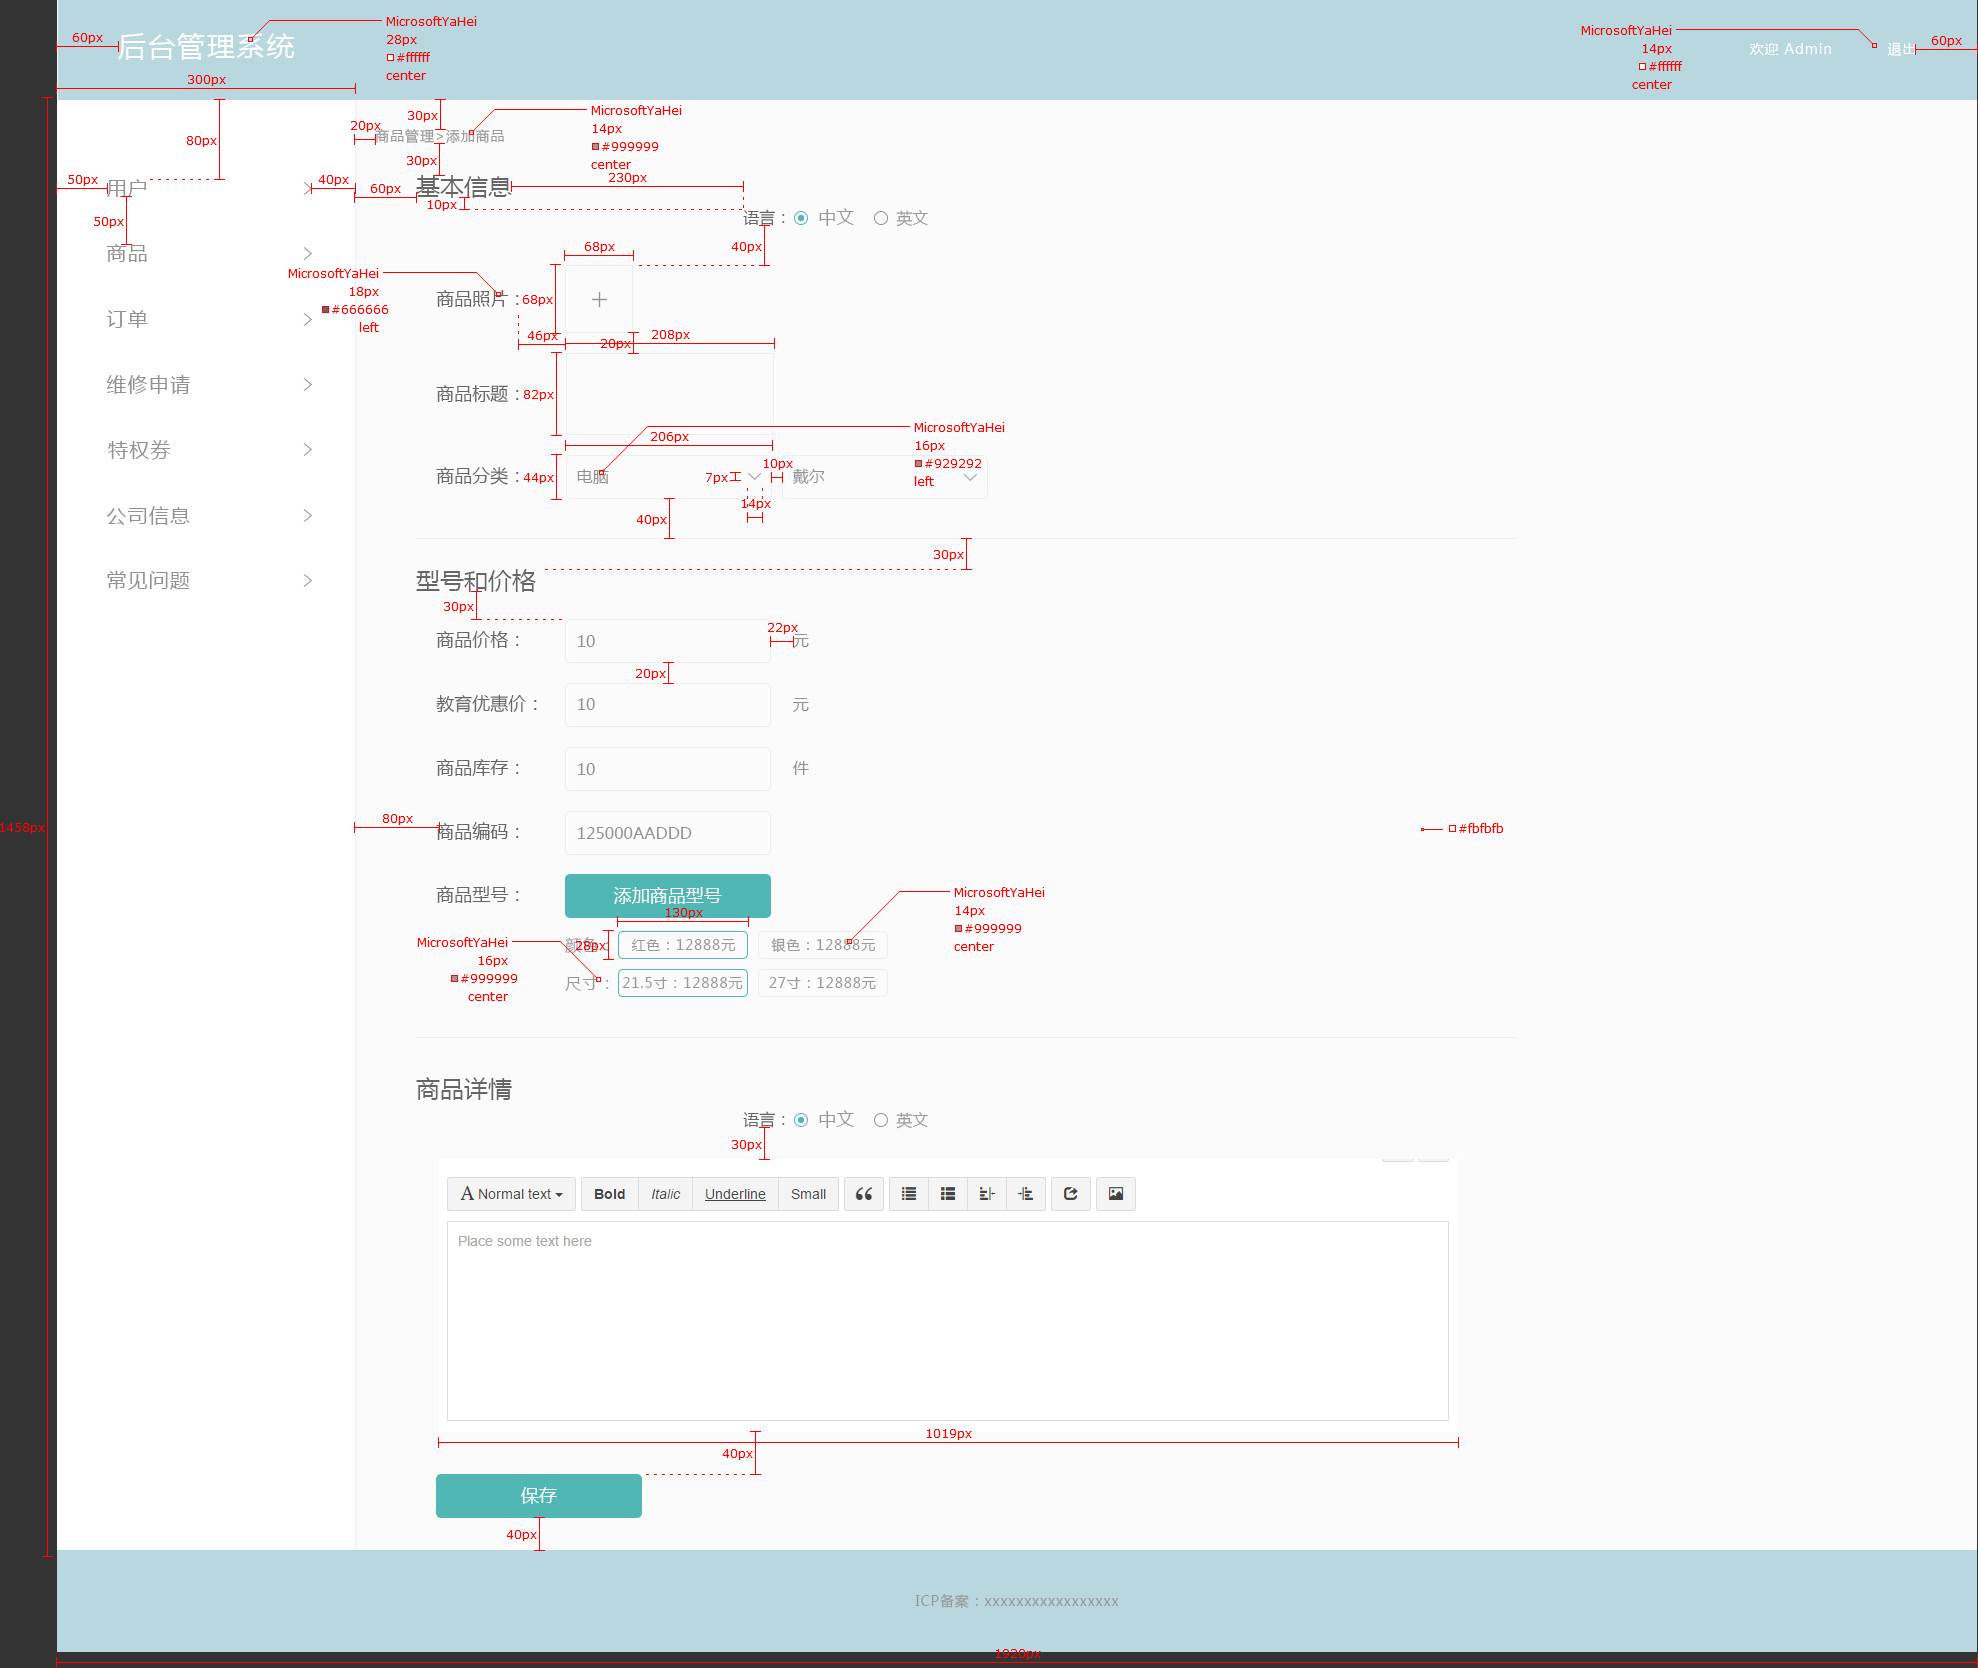 60px
后台管理系统
MicrosoftYaHei
28px
#ffffff
center
300px
MicrosoftYaHei
14px
#ffffff
center
欢迎 Admin
退出
60px
80px
20px
商品管理>添加商品
30px
30px
MicrosoftYaHei
14px
#999999
center
50px
用户
40px
50px
商品
订单
维修申请
特权券
公司信息
常见问题
60px
基本信息
230px
10px
语言： 中文 英文
40px
68px
MicrosoftYaHei
18px
#666666
left
商品照片：
68px
46px
20px
208px
商品标题：
82px
206px
MicrosoftYaHei
16px
#929292
left
商品分类：
44px
电脑
7px
10px
戴尔
14px
40px
30px
型号和价格
30px
商品价格：
10
22px
元
20px
教育优惠价：
10
元
商品库存：
10
件
1458px
80px
商品编码：
125000AADDD
#fbfbfb
商品型号：
添加商品型号
130px
MicrosoftYaHei
14px
#999999
center
MicrosoftYaHei
16px
#999999
center
28px
红色：12888元
银色：12888元
尺寸：
21.5寸：12888元
27寸：12888元
商品详情
语言： 中文 英文
30px
A Normal text Bold Italic Underline Small
Place some text here
1019px
40px
保存
40px
ICP备案：xxxxxxxxxxxxxxxxx
1920px